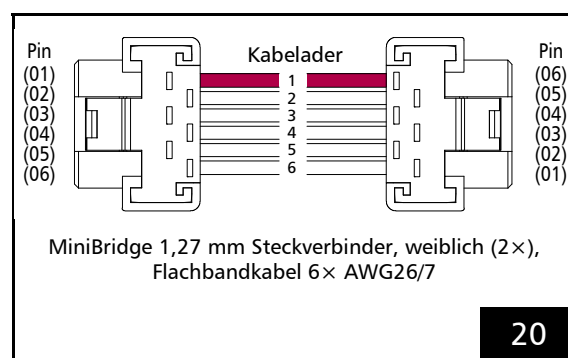 Pin Kabelader Pin
(01) 1 (06)
(02) 2 (05)
(03) 3 (04)
(04) 4 (03)
(05) 5 (02)
(06) 6 (01)
MiniBridge 1,27 mm Steckverbinder, weiblich (2×),
Flachbandkabel 6× AWG26/7
20